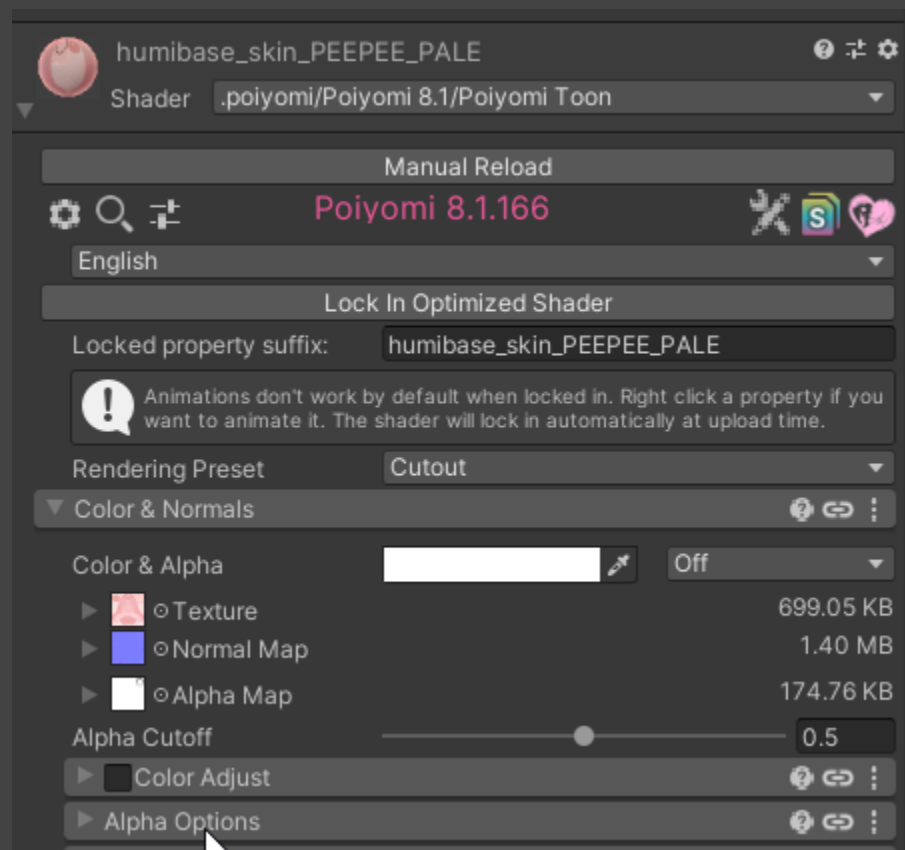 humibase_skin_PEEPEE_PALE
Shader .poiyomi/Poiyomi 8.1/Poiyomi Toon
Manual Reload
Poiyomi 8.1.166
English
Lock In Optimized Shader
Locked property suffix: humibase_skin_PEEPEE_PALE
Animations don't work by default when locked in. Right click a property if you
want to animate it. The shader will lock in automatically at upload time.
Rendering Preset Cutout
Color & Normals
Color & Alpha Off
Texture 699.05 KB
Normal Map 1.40 MB
Alpha Map 174.76 KB
Alpha Cutoff 0.5
Color Adjust
Alpha Options